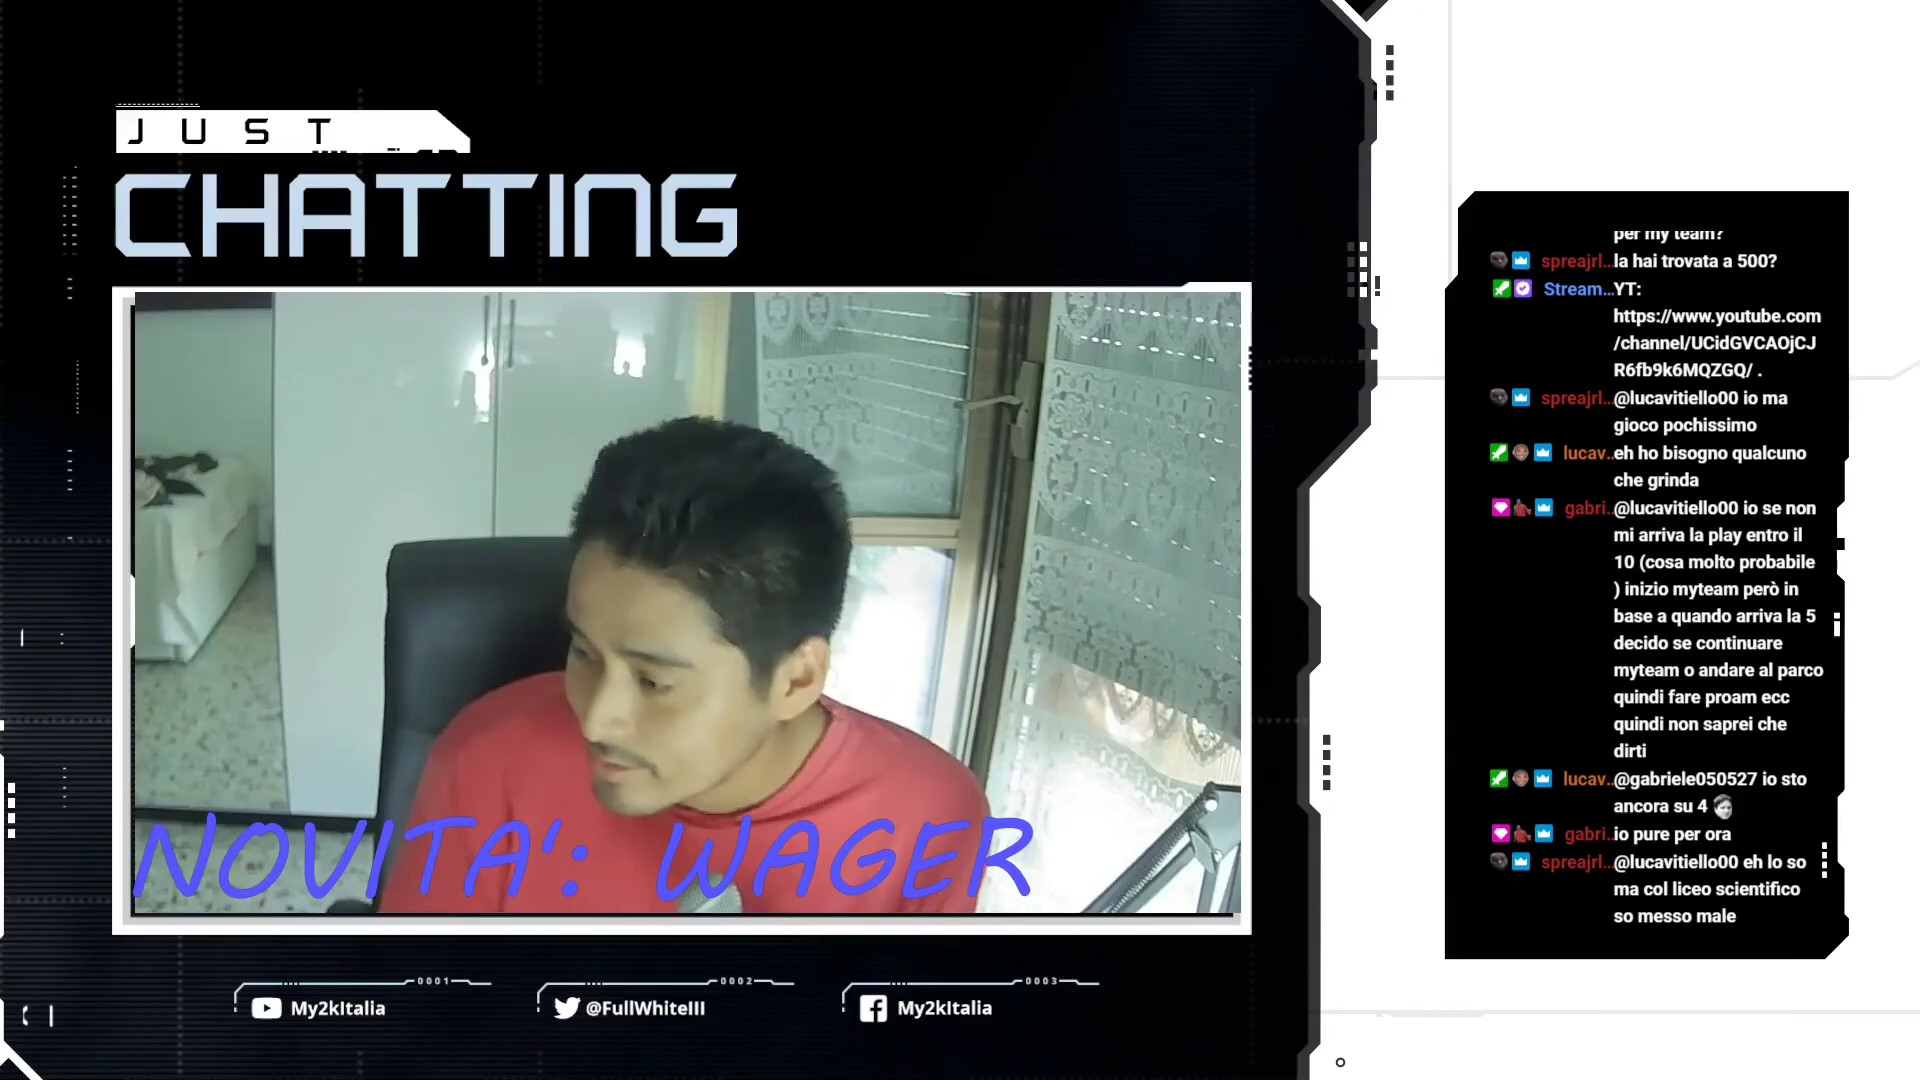 JUST
CHATTING
NOVITA': WAGER
0001
My2kItalia
0002
@FullWhiteIII
0003
My2kItalia
per my team?
spreajrl... la hai trovata a 500?
Stream... YT:
https://www.youtube.com
/channel/UCidGVCAOjCJ
R6fb9k6MQZGQ/ .
spreajrl... @lucavitiello00 io ma
gioco pochissimo
lucav.. eh ho bisogno qualcuno
che grinda
gabri.. @lucavitiello00 io se non
mi arriva la play entro il
10 (cosa molto probabile
) inizio myteam però in
base a quando arriva la 5
decido se continuare
myteam o andare al parco
quindi fare proam ecc
quindi non saprei che
dirti
lucav.. @gabriele050527 io sto
ancora su 4
gabri.. io pure per ora
spreajrl... @lucavitiello00 eh lo so
ma col liceo scientifico
so messo male